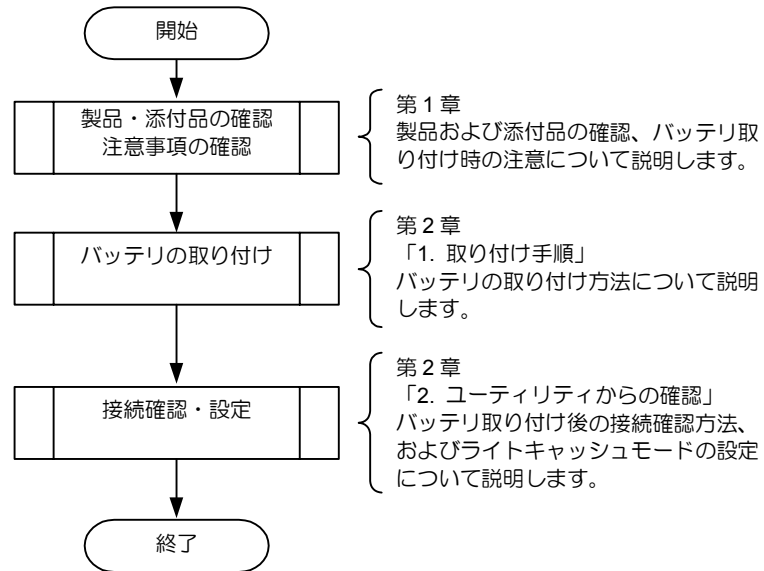 開始
製品・添付品の確認
注意事項の確認
第 1 章
製品および添付品の確認、バッテリ取
り付け時の注意について説明します。
バッテリの取り付け
第 2 章
「1. 取り付け手順」
バッテリの取り付け方法について説明
します。
接続確認・設定
第 2 章
「2. ユーティリティからの確認」
バッテリ取り付け後の接続確認方法、
およびライトキャッシュモードの設定
について説明します。
終了